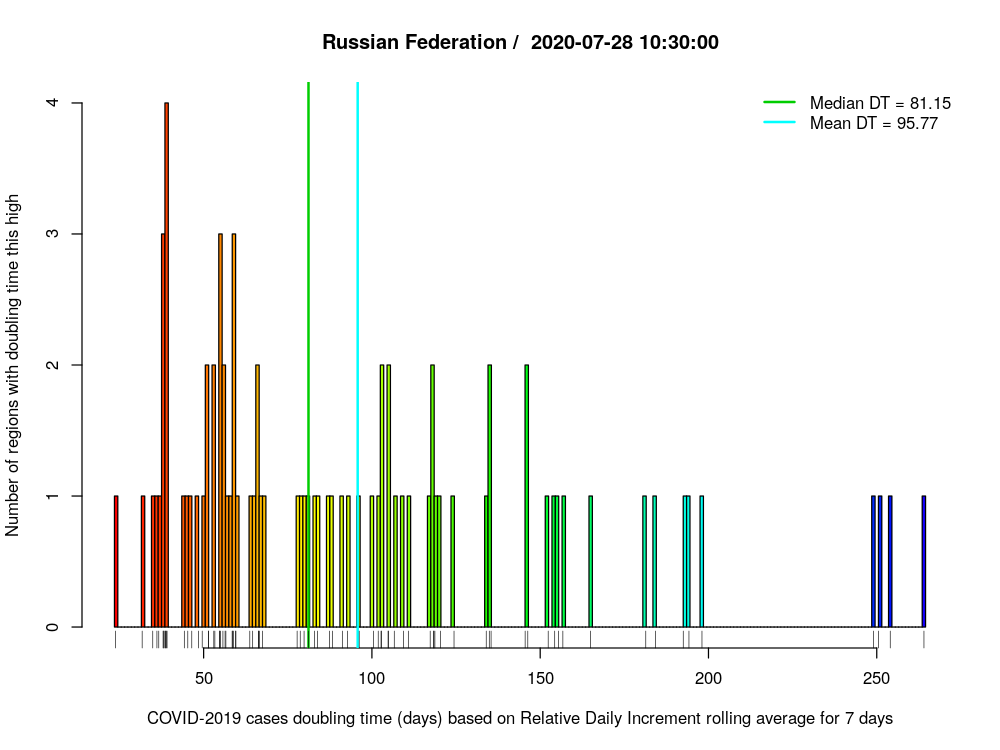 Russian Federation /  2020-07-28 10:30:00
Median DT = 81.15
Mean DT = 95.77
Number of regions with doubling time this high
4
3
2
1
0
50 100 150 200 250
COVID-2019 cases doubling time (days) based on Relative Daily Increment rolling average for 7 days